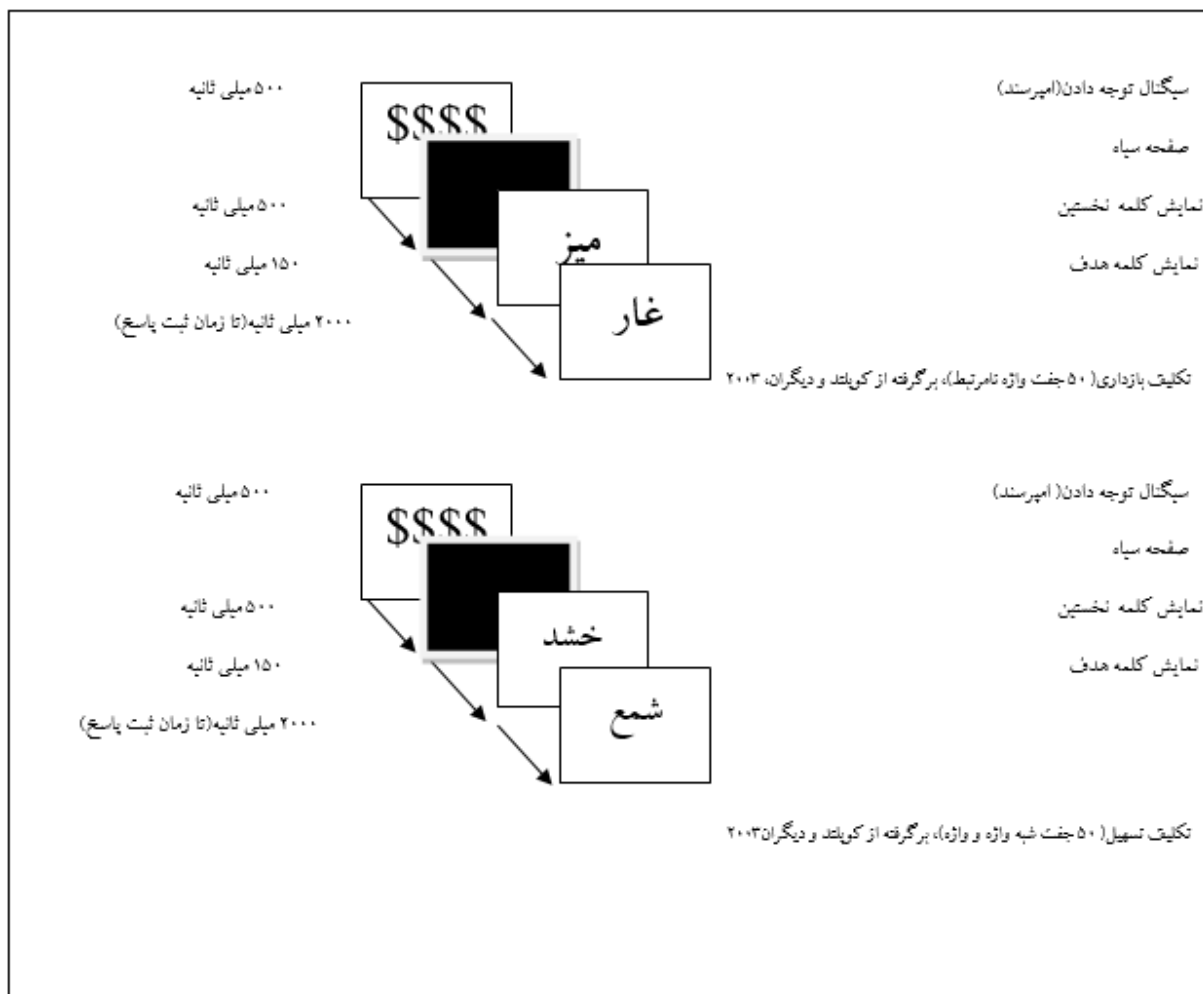 سیگنال توجه دادن(امپرسند) ۵۰۰ میلی ثانیه
$$$$
صفحه سیاه
نمایش کلمه نخستین ۵۰۰ میلی ثانیه
میز
نمایش کلمه هدف ۱۵۰ میلی ثانیه
غار
۲۰۰۰ میلی ثانیه(تا زمان ثبت پاسخ)
تکلیف بازداری( ۵۰ جفت واژه نامرتبط)، برگرفته از کوپلند و دیگران، ۲۰۰۳
سیگنال توجه دادن( امپرسند) ۵۰۰ میلی ثانیه
$$$$
صفحه سیاه
نمایش کلمه نخستین ۵۰۰ میلی ثانیه
خشد
نمایش کلمه هدف ۱۵۰ میلی ثانیه
شمع
۲۰۰۰ میلی ثانیه(تا زمان ثبت پاسخ)
تکلیف تسهیل( ۵۰ جفت شبه واژه و واژه)، برگرفته از کوپلند و دیگران۲۰۰۳